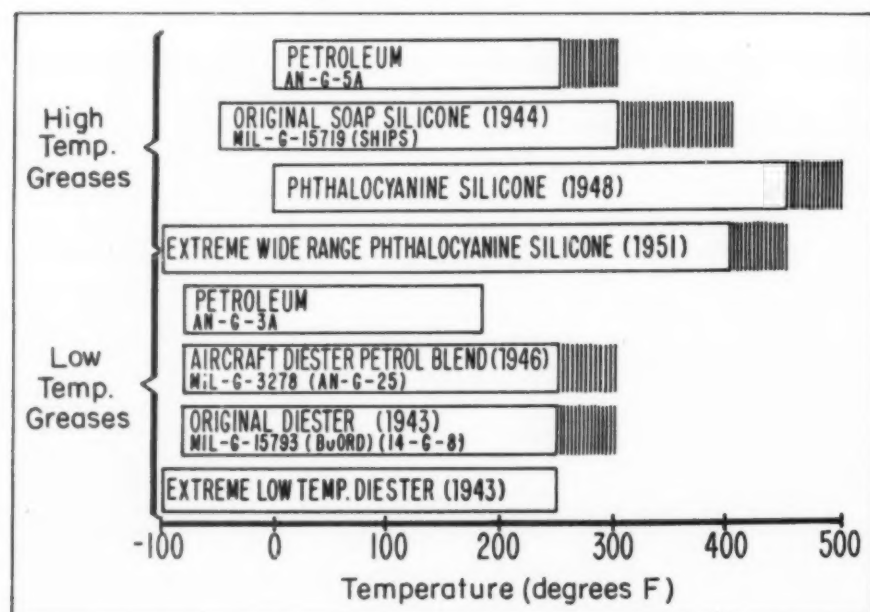 High
Temp.
Greases
PETROLEUM
AN-G-5A
ORIGINAL SOAP SILICONE (1944)
MIL-G-15719 (SHIPS)
PHTHALOCYANINE SILICONE (1948)
EXTREME WIDE RANGE PHTHALOCYANINE SILICONE (1951)
Low
Temp.
Greases
PETROLEUM
AN-G-3A
AIRCRAFT DIESTER PETROL BLEND (1946)
MIL-G-3278 (AN-G-25)
ORIGINAL DIESTER (1943)
MIL-G-15793 (BUORD) (14-G-8)
EXTREME LOW TEMP. DIESTER (1943)
-100 0 100 200 300 400 500
Temperature (degrees F)